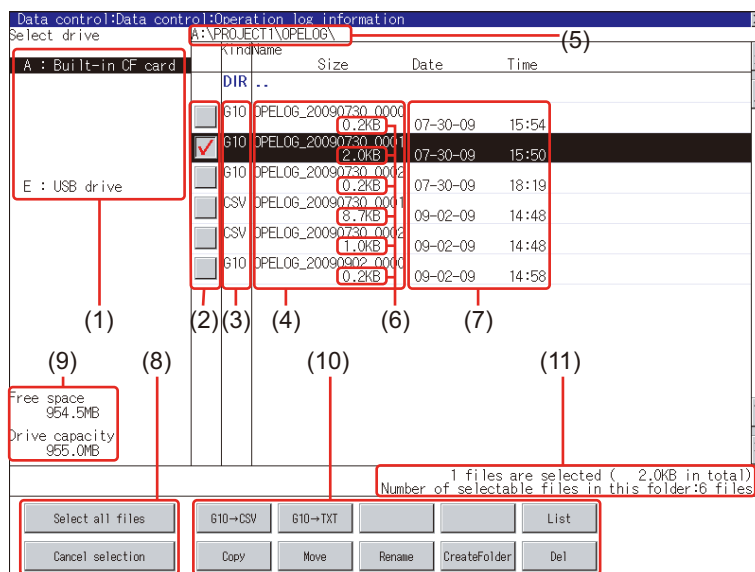 Data control:Data control:Operation log information
Select drive
A:\PROJECT1\OPELOG\
(5)
Kind Name
Size Date Time
A : Built-in CF card
DIR ..
G10 OPELOG_20090730_0000
0.2KB 07-30-09 15:54
G10 OPELOG_20090730_0001
2.0KB 07-30-09 15:50
G10 OPELOG_20090730_0002
0.2KB 07-30-09 18:19
E : USB drive
CSV OPELOG_20090730_0001
8.7KB 09-02-09 14:48
CSV OPELOG_20090730_0002
1.0KB 09-02-09 14:48
G10 OPELOG_20090902_0000
0.2KB 09-02-09 14:58
(1) (2) (3) (4) (6) (7)
(9) (8) (10) (11)
Free space
954.5MB
Drive capacity
955.0MB
1 files are selected ( 2.0KB in total)
Number of selectable files in this folder:6 files
Select all files G10→CSV G10→TXT List
Cancel selection Copy Move Rename CreateFolder Del